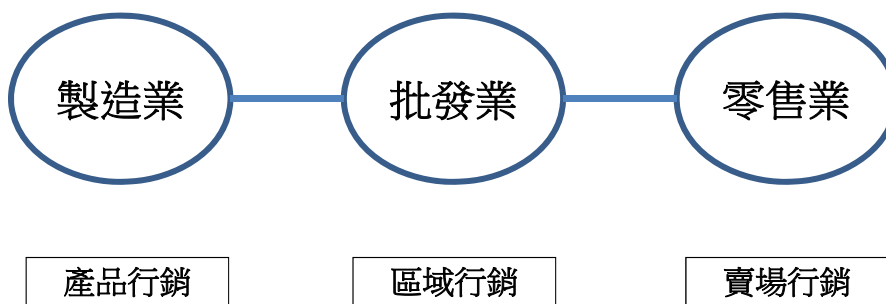 製造業
批發業
零售業
產品行銷
區域行銷
賣場行銷